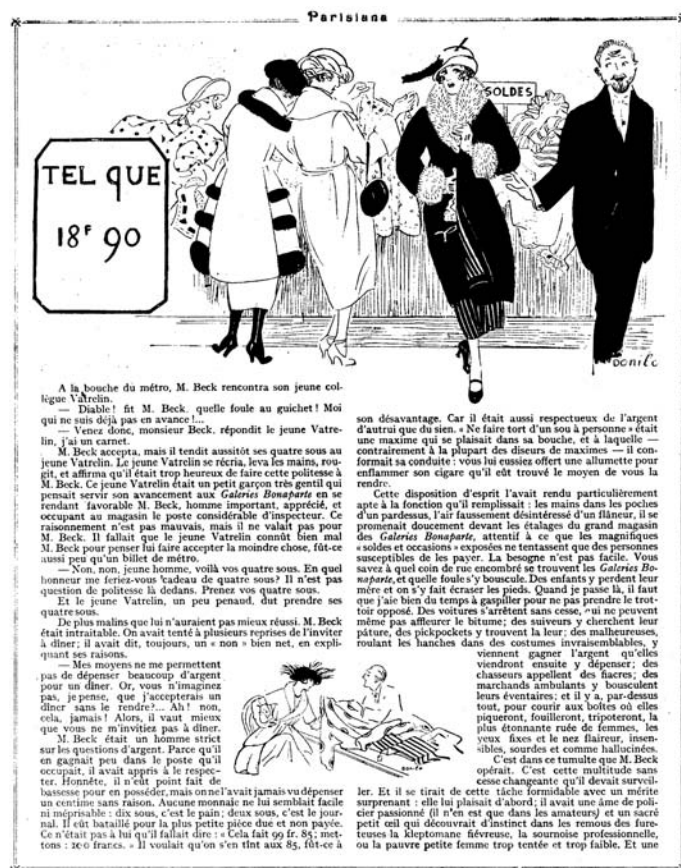 Parisiana
SOLDES
TEL QUE
18F 90
DONILO
A la bouche du métro, M. Beck rencontra son jeune col-
lègue Vatrelin.
— Diable ! fit M. Beck. quelle foule au guichet ! Moi
qui ne suis déjà pas en avance !...
— Venez donc, monsieur Beck, répondit le jeune Vatre-
lin, j'ai un carnet.
M. Beck accepta, mais il tendit aussitôt ses quatre sous au
jeune Vatrelin. Le jeune Vatrelin se récria, leva les mains, rou-
git, et affirma qu'il était trop heureux de faire cette politesse à
M. Beck. Ce jeune Vatrelin était un petit garçon très gentil qui
pensait servir son avancement aux Galeries Bonaparte en se
rendant favorable M. Beck, homme important, apprécié, et
occupant au magasin le poste considérable d'inspecteur. Ce
raisonnement n'est pas mauvais, mais il ne valait pas pour
M. Beck. Il fallait que le jeune Vatrelin connût bien mal
M. Beck pour penser lui faire accepter la moindre chose, fût-ce
aussi peu qu'un billet de métro.
— Non, non, jeune homme, voilà vos quatre sous. En quel
honneur me feriez-vous cadeau de quatre sous ? Il n'est pas
question de politesse là dedans. Prenez vos quatre sous.
Et le jeune Vatrelin, un peu penaud, dut prendre ses
quatre sous.
De plus malins que lui n'auraient pas mieux réussi. M. Beck
était intraitable. On avait tenté à plusieurs reprises de l'inviter
à dîner; il avait dit, toujours, un « non » bien net, en expli-
quant ses raisons.
— Mes moyens ne me permettent
pas de dépenser beaucoup d'argent
pour un dîner. Or, vous n'imaginez
pas, je pense, que j'accepterais un
dîner sans le rendre ?... Ah ! non,
cela, jamais ! Alors, il vaut mieux
que vous ne m'invitiez pas à dîner.
M. Beck était un homme strict
sur les questions d'argent. Parce qu'il
en gagnait peu dans le poste qu'il
occupait, il avait appris à le respec-
ter. Honnête, il n'eût point fait de
bassesse pour en posséder, mais on ne l'avait jamais vu dépenser
un centime sans raison. Aucune monnaie ne lui semblait facile
ni méprisable : dix sous, c'est le pain; deux sous, c'est le jour-
nal. Il eût bataillé pour la plus petite pièce due et non payée.
Ce n'était pas à lui qu'il fallait dire : « Cela fait 99 fr. 85; met-
tons : 100 francs. » Il voulait qu'on s'en tînt aux 85, fût-ce à
son désavantage. Car il était aussi respectueux de l'argent
d'autrui que du sien. « Ne faire tort d'un sou à personne » était
une maxime qui se plaisait dans sa bouche, et à laquelle —
contrairement à la plupart des diseurs de maximes — il con-
formait sa conduite : vous lui eussiez offert une allumette pour
enflammer son cigare qu'il eût trouvé le moyen de vous la
rendre.
Cette disposition d'esprit l'avait rendu particulièrement
apte à la fonction qu'il remplissait : les mains dans les poches
d'un pardessus, l'air faussement désintéressé d'un flâneur, il se
promenait doucement devant les étalages du grand magasin
des Galeries Bonaparte, attentif à ce que les magnifiques
« soldes et occasions » exposées ne tentassent que des personnes
susceptibles de les payer. La besogne n'est pas facile. Vous
savez à quel coin de rue encombré se trouvent les Galeries Bo-
naparte, et quelle foule s'y bouscule. Des enfants y perdent leur
mère et on s'y fait écraser les pieds. Quand je passe là, il faut
que j'aie bien du temps à gaspiller pour ne pas prendre le trot-
toir opposé. Des voitures s'arrêtent sans cesse, qui ne peuvent
même pas affleurer le bitume; des suiveurs y cherchent leur
pâture, des pickpockets y trouvent la leur; des malheureuses,
roulant les hanches dans des costumes invraisemblables, y
viennent gagner l'argent qu'elles
viendront ensuite y dépenser; des
chasseurs appellent des fiacres; des
marchands ambulants y bousculent
leurs éventaires; et il y a, par-dessus
tout, pour courir aux boîtes où elles
piqueront, fouilleront, tripoteront, la
plus étonnante ruée de femmes, les
yeux fixes et le nez flaireur, insen-
sibles, sourdes et comme hallucinées.
C'est dans ce tumulte que M. Beck
opérait. C'est cette multitude sans
cesse changeante qu'il devait surveil-
ler. Et il se tirait de cette tâche formidable avec un mérite
surprenant : elle lui plaisait d'abord; il avait une âme de poli-
cier passionné (il n'en est que dans les amateurs) et un sacré
petit œil qui découvrait d'instinct dans les remous des fure-
teuses la kleptomane fiévreuse, la sournoise professionnelle,
ou la pauvre petite femme trop tentée et trop faible. Et une